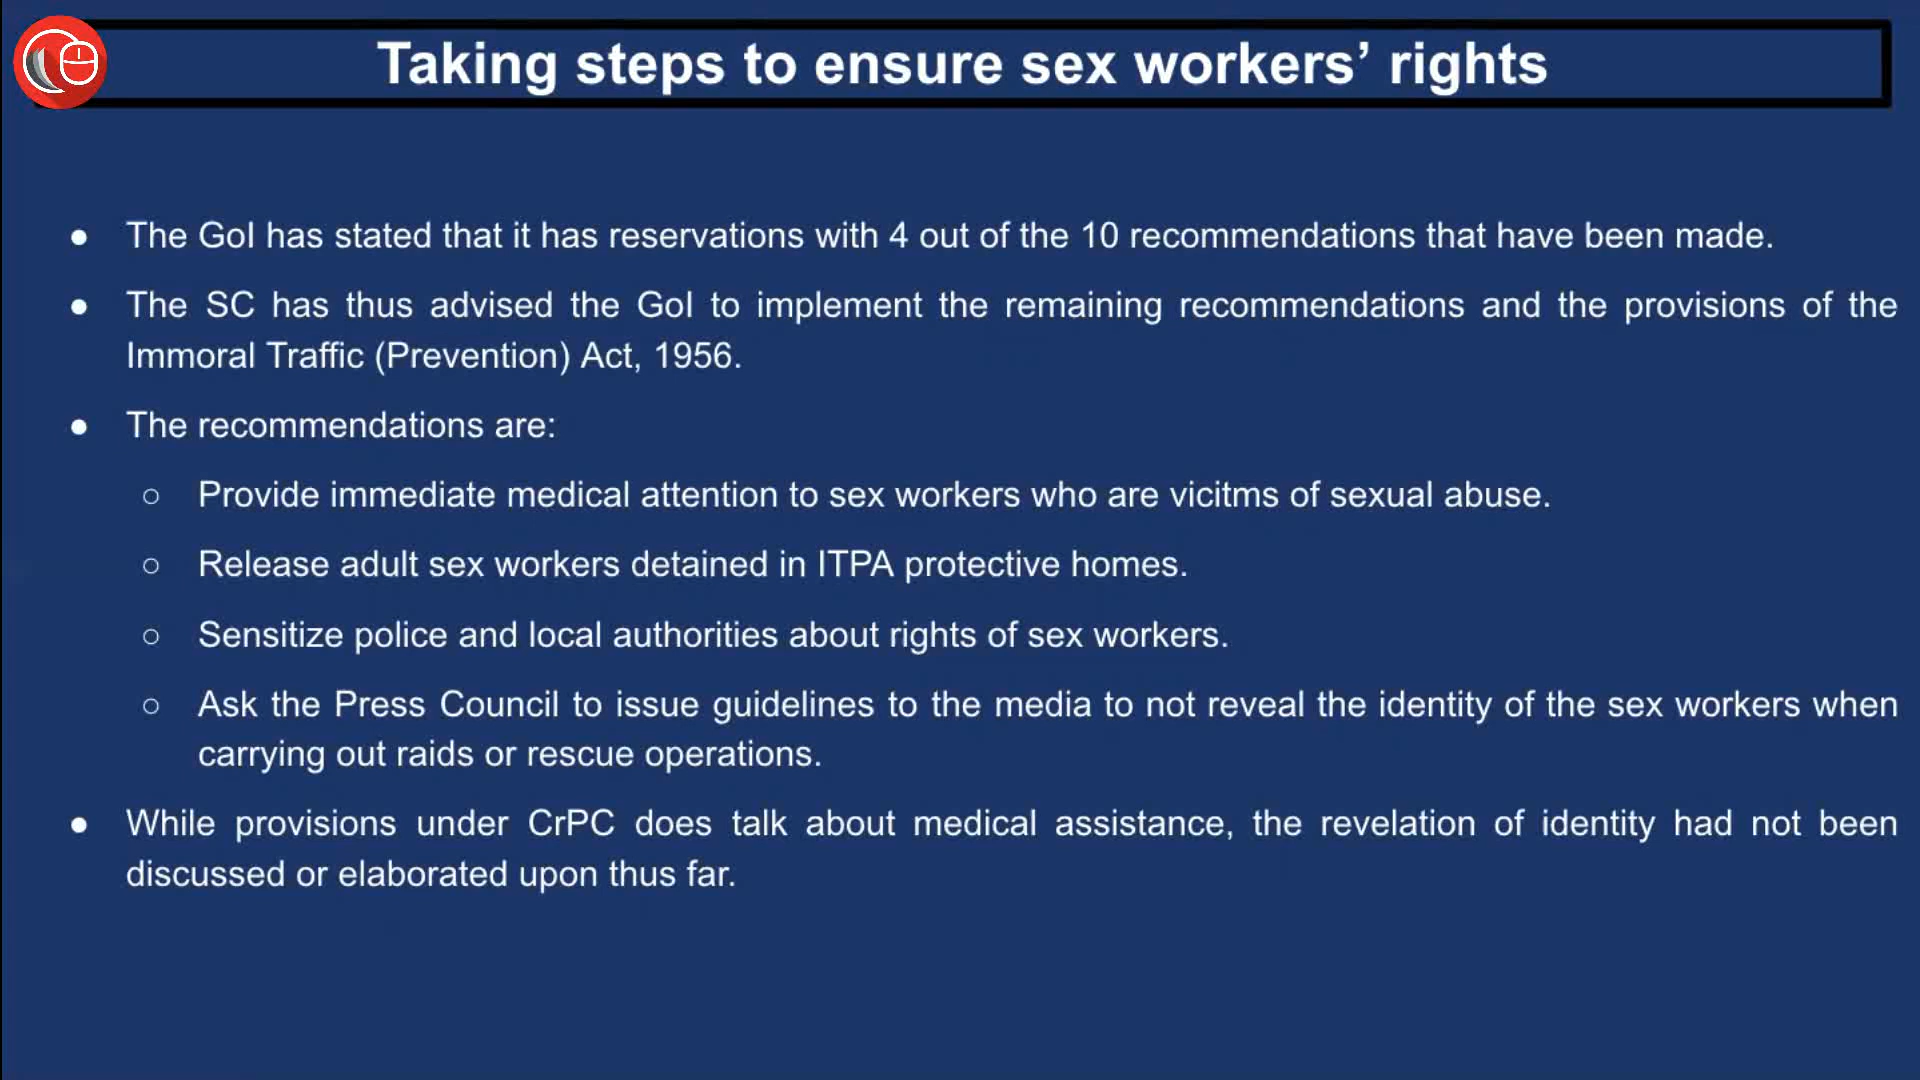 Taking steps to ensure sex workers’ rights
● The GoI has stated that it has reservations with 4 out of the 10 recommendations that have been made.
● The SC has thus advised the GoI to implement the remaining recommendations and the provisions of the
Immoral Traffic (Prevention) Act, 1956.
● The recommendations are:
○ Provide immediate medical attention to sex workers who are vicitms of sexual abuse.
○ Release adult sex workers detained in ITPA protective homes.
○ Sensitize police and local authorities about rights of sex workers.
○ Ask the Press Council to issue guidelines to the media to not reveal the identity of the sex workers when
carrying out raids or rescue operations.
● While provisions under CrPC does talk about medical assistance, the revelation of identity had not been
discussed or elaborated upon thus far.